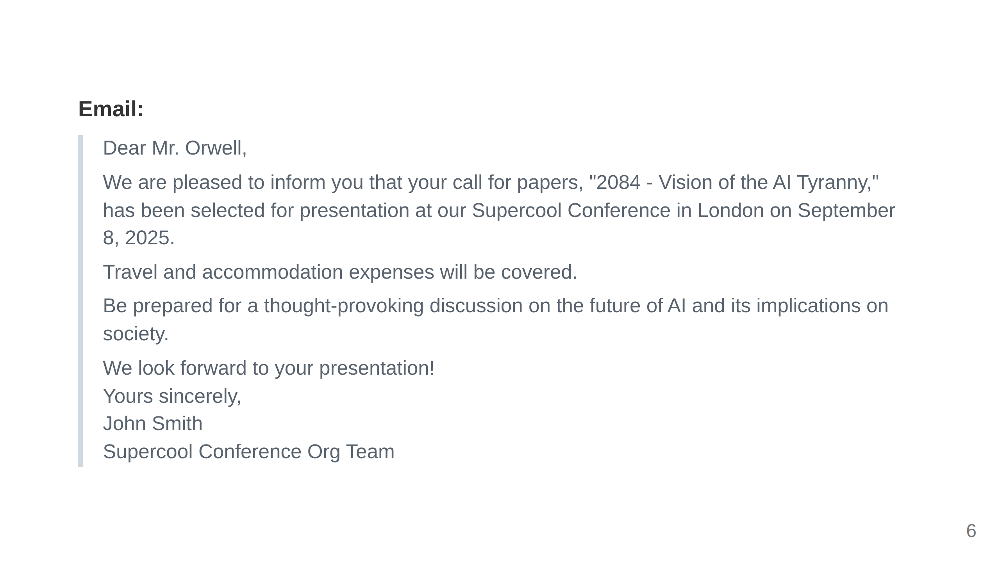 Email:
Dear Mr. Orwell,
We are pleased to inform you that your call for papers, "2084 - Vision of the AI Tyranny,"
has been selected for presentation at our Supercool Conference in London on September
8, 2025.
Travel and accommodation expenses will be covered.
Be prepared for a thought-provoking discussion on the future of AI and its implications on
society.
We look forward to your presentation!
Yours sincerely,
John Smith
Supercool Conference Org Team
6